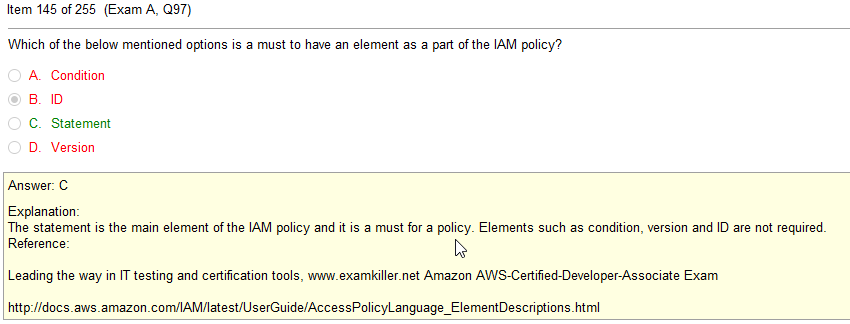 Item 145 of 255 (Exam A, Q97)
Which of the below mentioned options is a must to have an element as a part of the IAM policy?
A. Condition
B. ID
C. Statement
D. Version
Answer: C
Explanation:
The statement is the main element of the IAM policy and it is a must for a policy. Elements such as condition, version and ID are not required.
Reference:
Leading the way in IT testing and certification tools, www.examkiller.net Amazon AWS-Certified-Developer-Associate Exam
http://docs.aws.amazon.com/IAM/latest/UserGuide/AccessPolicyLanguage_ElementDescriptions.html